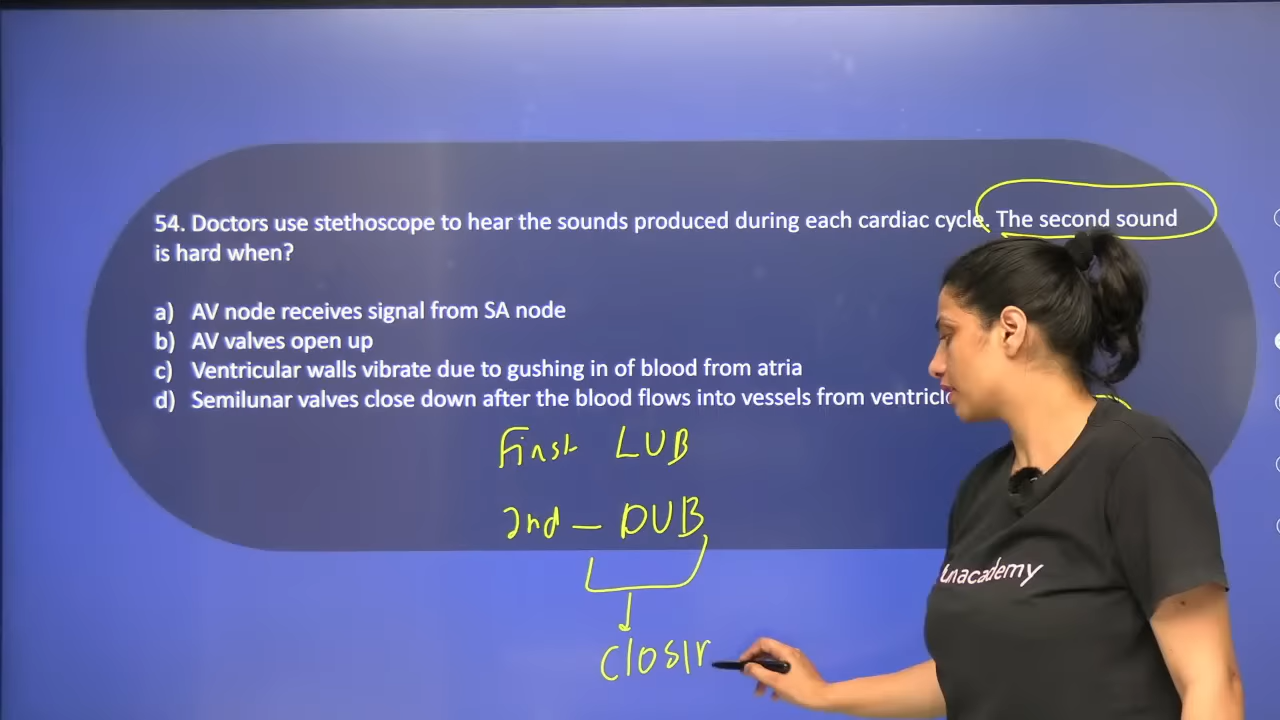 54. Doctors use stethoscope to hear the sounds produced during each cardiac cycle. The second sound
is hard when?
a) AV node receives signal from SA node
b) AV valves open up
c) Ventricular walls vibrate due to gushing in of blood from atria
d) Semilunar valves close down after the blood flows into vessels from
First LUB
2nd – DUB
unacademy